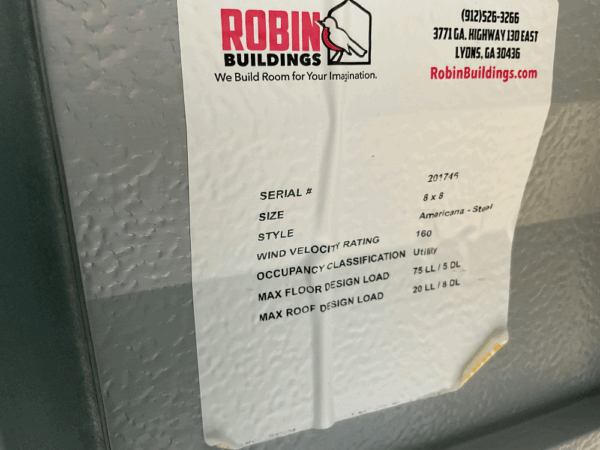 ROBIN
BUILDINGS
We Build Room for Your Imagination.
(912)526-3266
3771 GA. HIGHWAY 130 EAST
LYONS, GA 30436
RobinBuildings.com
SERIAL # 201745
SIZE 8 x 8
STYLE Americana - Steel
WIND VELOCITY RATING 160
OCCUPANCY CLASSIFICATION Utility
MAX FLOOR DESIGN LOAD 75 LL / 5 DL
MAX ROOF DESIGN LOAD 20 LL / 8 DL